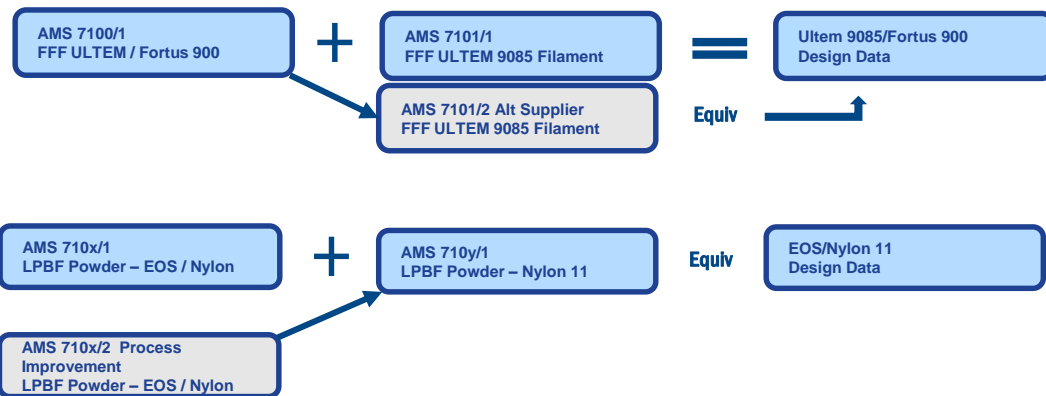 AMS 7100/1
FFF ULTEM / Fortus 900
+
AMS 7101/1
FFF ULTEM 9085 Filament
=
Ultem 9085/Fortus 900
Design Data
AMS 7101/2 Alt Supplier
FFF ULTEM 9085 Filament
Equiv
AMS 710x/1
LPBF Powder – EOS / Nylon
+
AMS 710y/1
LPBF Powder – Nylon 11
Equiv
EOS/Nylon 11
Design Data
AMS 710x/2 Process
Improvement
LPBF Powder – EOS / Nylon